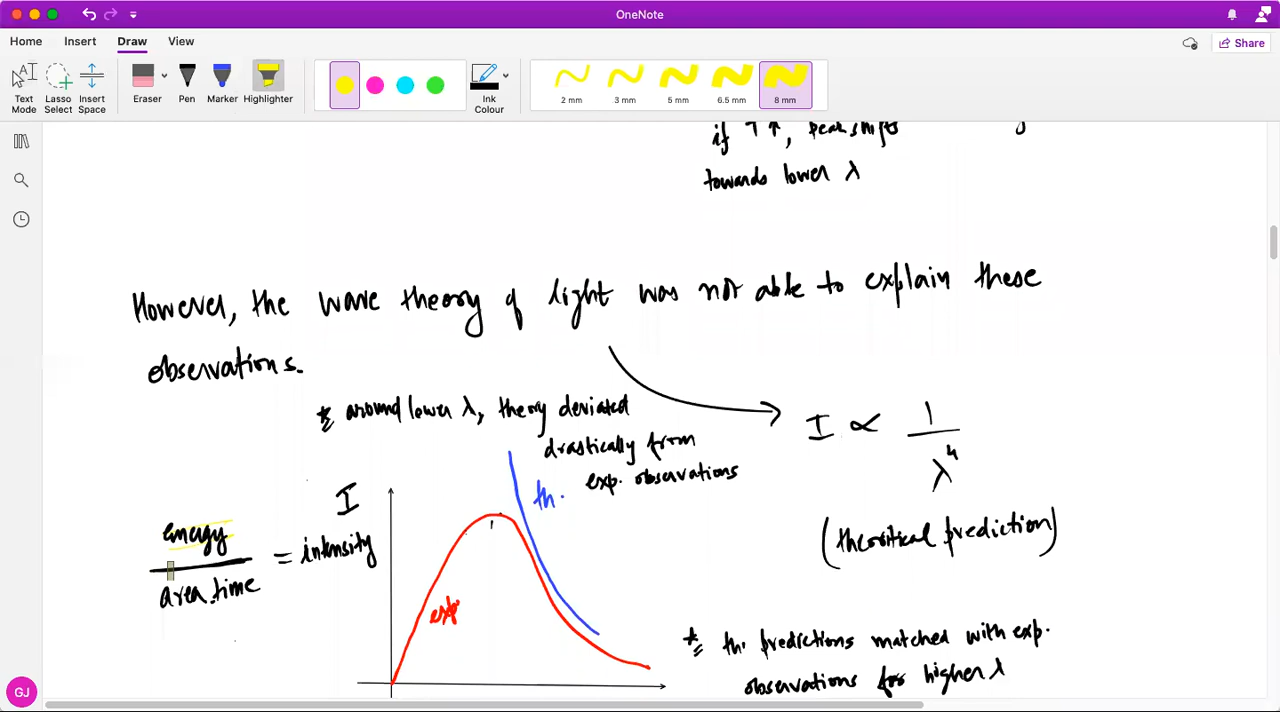 OneNote
Home Insert Draw View
Share
Text Mode
Lasso Select
Insert Space
Eraser
Pen
Marker
Highlighter
Ink Colour
2 mm
3 mm
5 mm
6.5 mm
8 mm
if T↑, peak shifts
towards lower λ
However, the wave theory of light was not able to explain these
observations.
* around lower λ, theory deviated
drastically from
exp. observations
I ∝ 1/λ⁴
(theoritical prediction)
I
th.
energy/area.time = intensity
exp.
* th. predictions matched with exp.
observations for higher λ
GJ